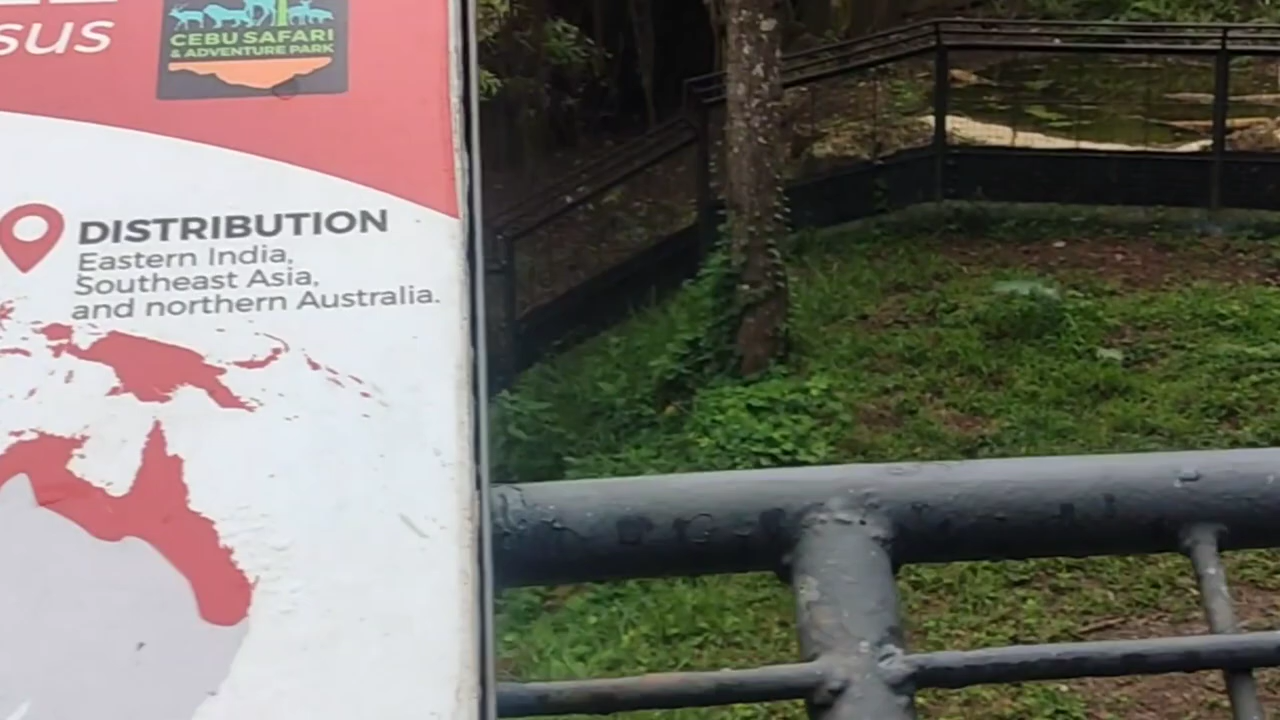 sus
CEBU SAFARI
& ADVENTURE PARK
DISTRIBUTION
Eastern India,
Southeast Asia,
and northern Australia.